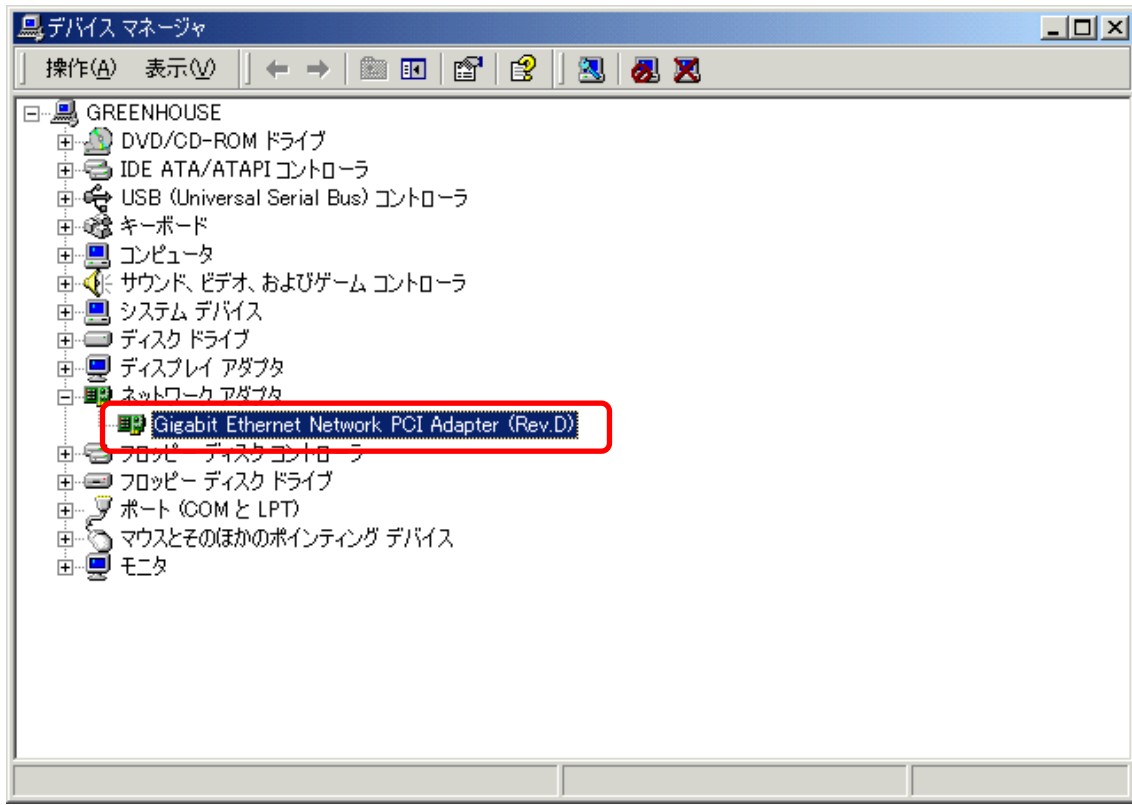 デバイス マネージャ
操作(A) 表示(V)
GREENHOUSE
DVD/CD-ROM ドライブ
IDE ATA/ATAPI コントローラ
USB (Universal Serial Bus) コントローラ
キーボード
コンピュータ
サウンド、ビデオ、およびゲーム コントローラ
システム デバイス
ディスク ドライブ
ディスプレイ アダプタ
ネットワーク アダプタ
Gigabit Ethernet Network PCI Adapter (Rev.D)
フロッピー ディスク コントローラ
フロッピー ディスク ドライブ
ポート (COM と LPT)
マウスとそのほかのポインティング デバイス
モニタ